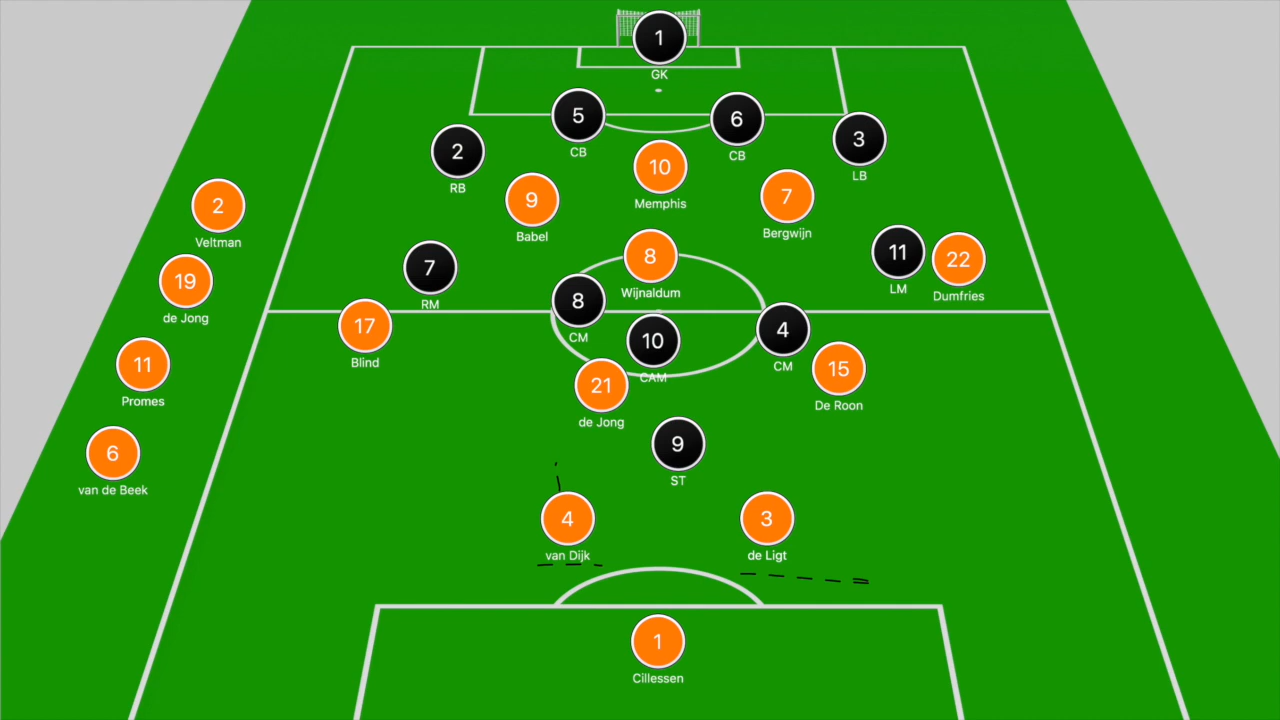 1
GK
5
CB
6
CB
2
RB
3
LB
10
Memphis
9
Babel
7
Bergwijn
2
Veltman
7
RM
8
Wijnaldum
11
LM
22
Dumfries
19
de Jong
8
CM
10
CAM
4
CM
17
Blind
11
Promes
21
de Jong
15
De Roon
9
ST
6
van de Beek
4
van Dijk
3
de Ligt
1
Cillessen